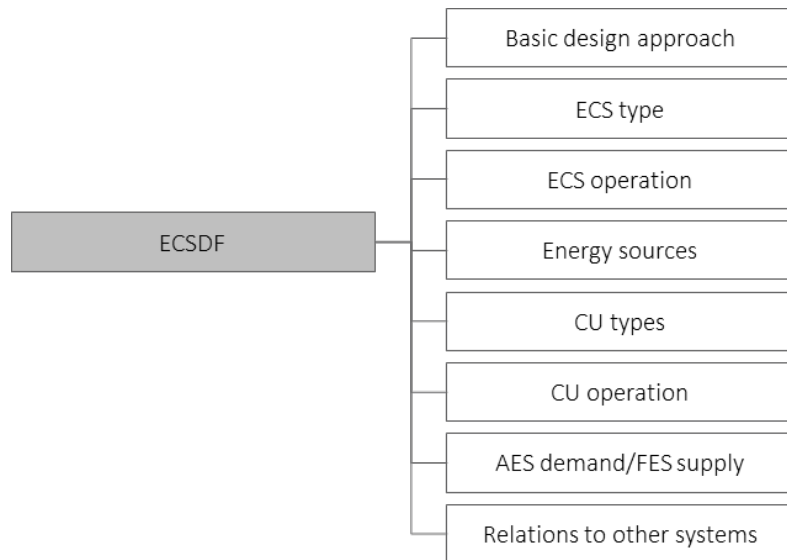 Basic design approach
ECS type
ECS operation
ECSDF
Energy sources
CU types
CU operation
AES demand/FES supply
Relations to other systems